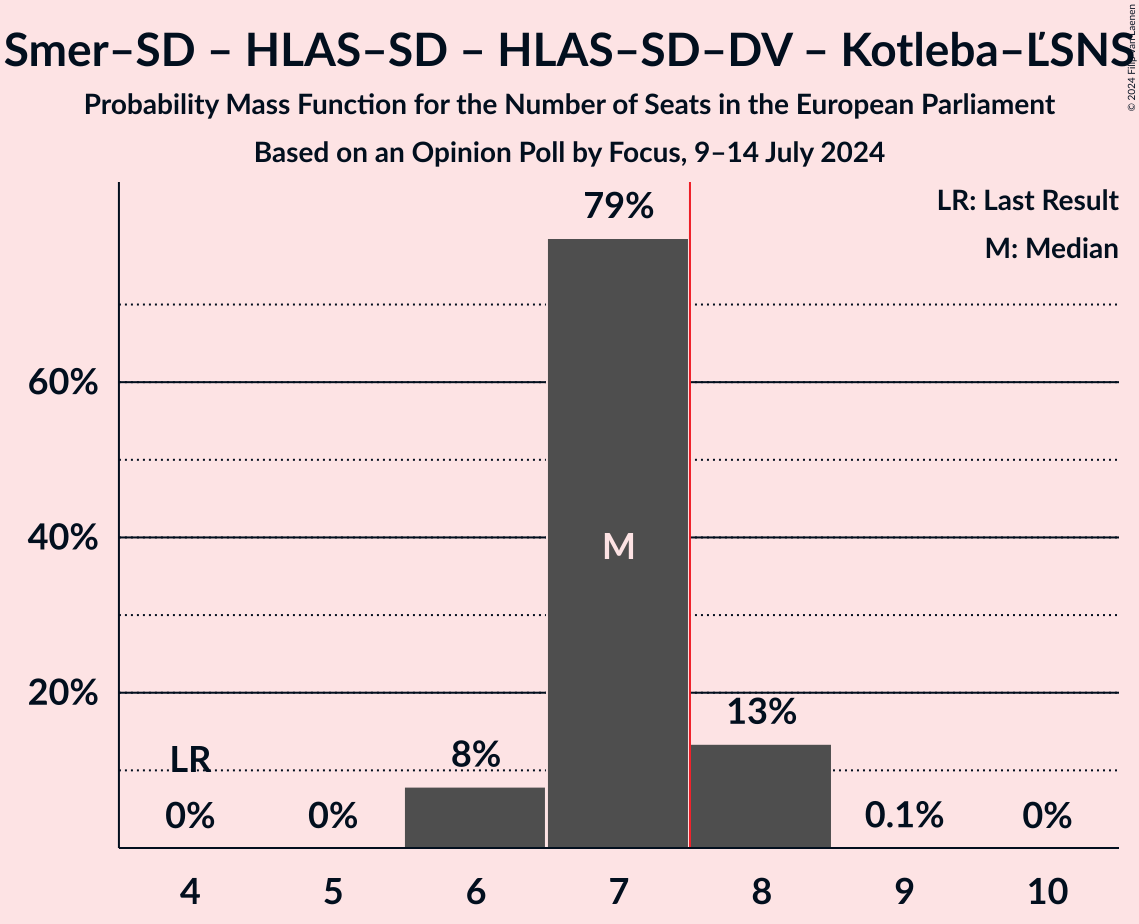 Smer–SD – HLAS–SD – HLAS–SD–DV – Kotleba–ĽSNS
Probability Mass Function for the Number of Seats in the European Parliament
Based on an Opinion Poll by Focus, 9–14 July 2024
© 2024 Filip van Laenen
LR: Last Result
M: Median
79%
60%
40%
20%
M
LR
0%
0%
8%
13%
0.1%
0%
4 5 6 7 8 9 10